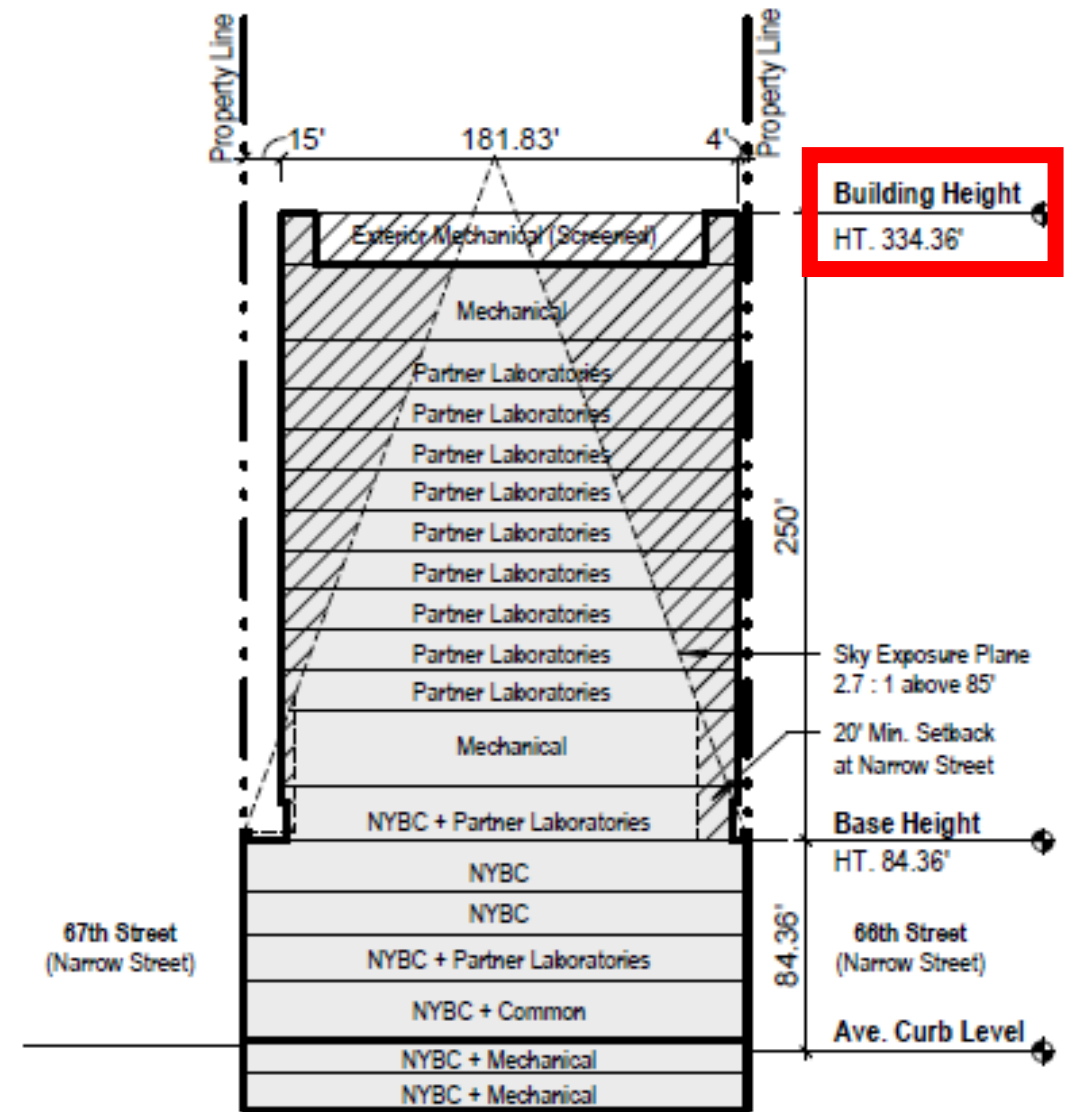 Property Line
Property Line
15'
181.83'
4'
Building Height
HT. 334.36'
Exterior Mechanical (Screened)
Mechanical
Partner Laboratories
Partner Laboratories
Partner Laboratories
Partner Laboratories
Partner Laboratories
Partner Laboratories
Partner Laboratories
Partner Laboratories
Partner Laboratories
250'
Sky Exposure Plane
2.7 : 1 above 85'
Mechanical
20' Min. Setback
at Narrow Street
NYBC + Partner Laboratories
Base Height
HT. 84.36'
NYBC
NYBC
84.36'
67th Street
(Narrow Street)
66th Street
(Narrow Street)
NYBC + Partner Laboratories
NYBC + Common
Ave. Curb Level
NYBC + Mechanical
NYBC + Mechanical